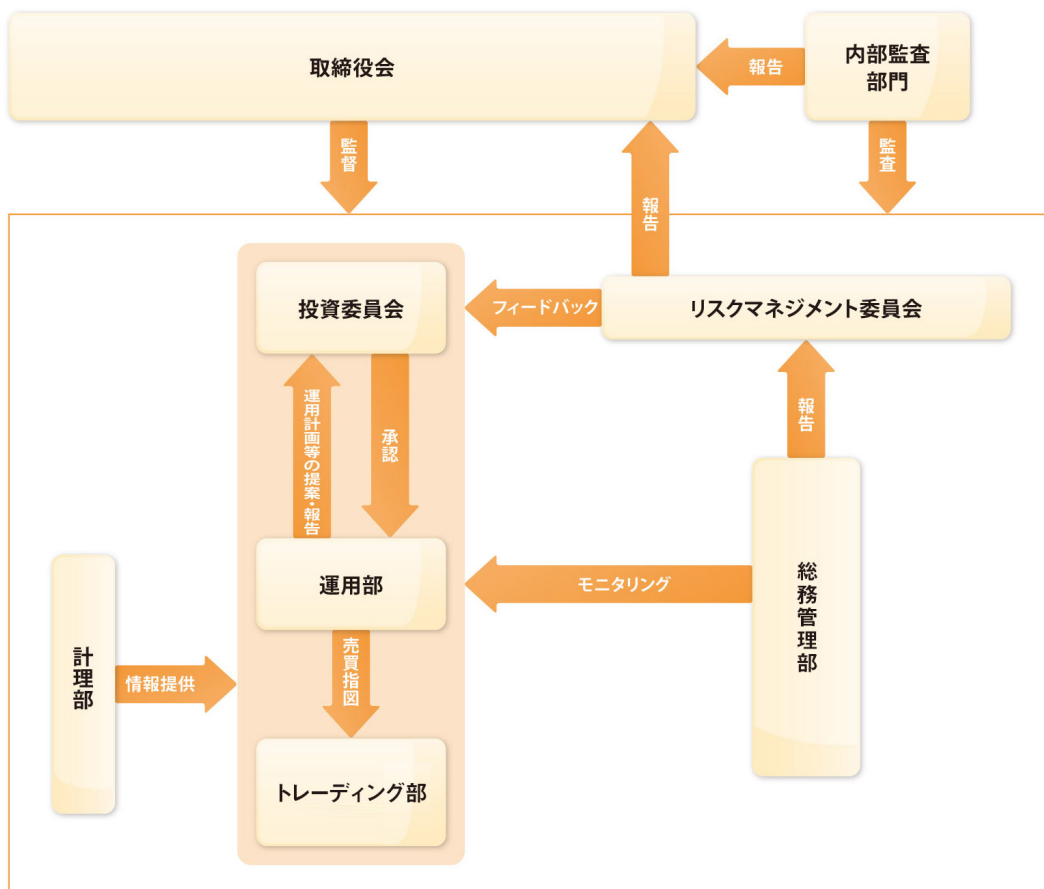 取締役会
報告
内部監査
部門
監督
報告
監査
投資委員会
フィードバック
リスクマネジメント委員会
運用計画等の提案・報告
承認
報告
運用部
モニタリング
総務管理部
計理部
情報提供
売買指図
トレーディング部